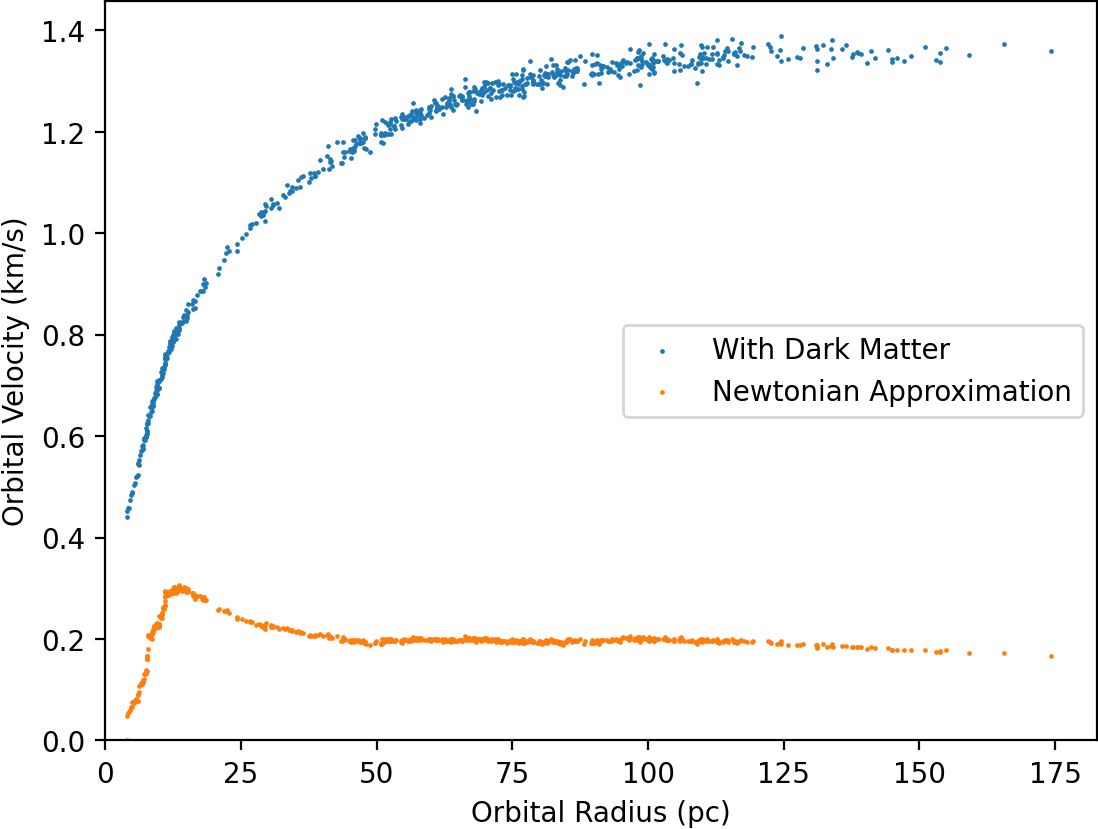 1.4
1.2
1.0
0.8
0.6
0.4
0.2
0.0
Orbital Velocity (km/s)
With Dark Matter
Newtonian Approximation
0 25 50 75 100 125 150 175
Orbital Radius (pc)